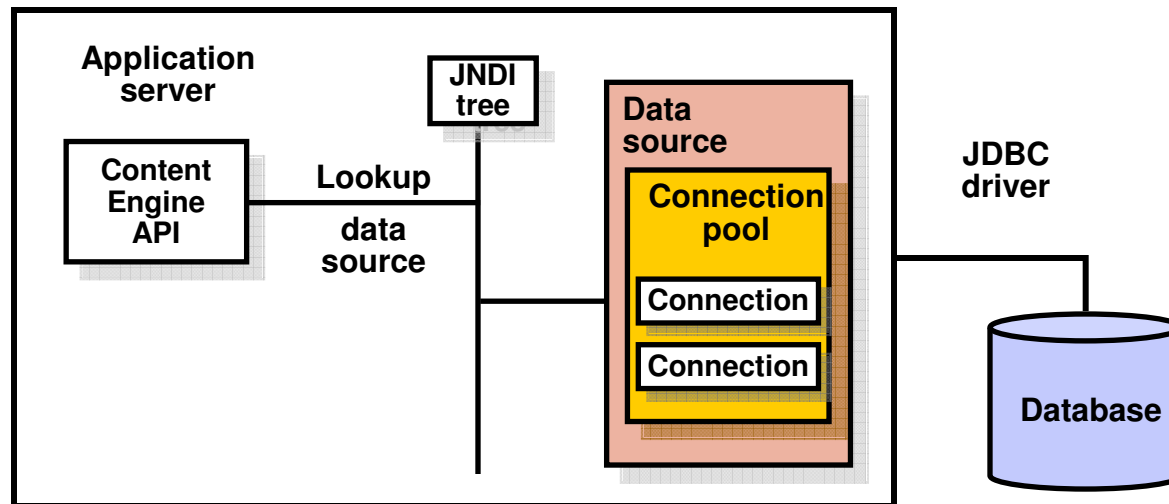 Application
server
JNDI
tree
Content
Engine
API
Lookup
data
source
Data
source
Connection
pool
Connection
Connection
JDBC
driver
Database